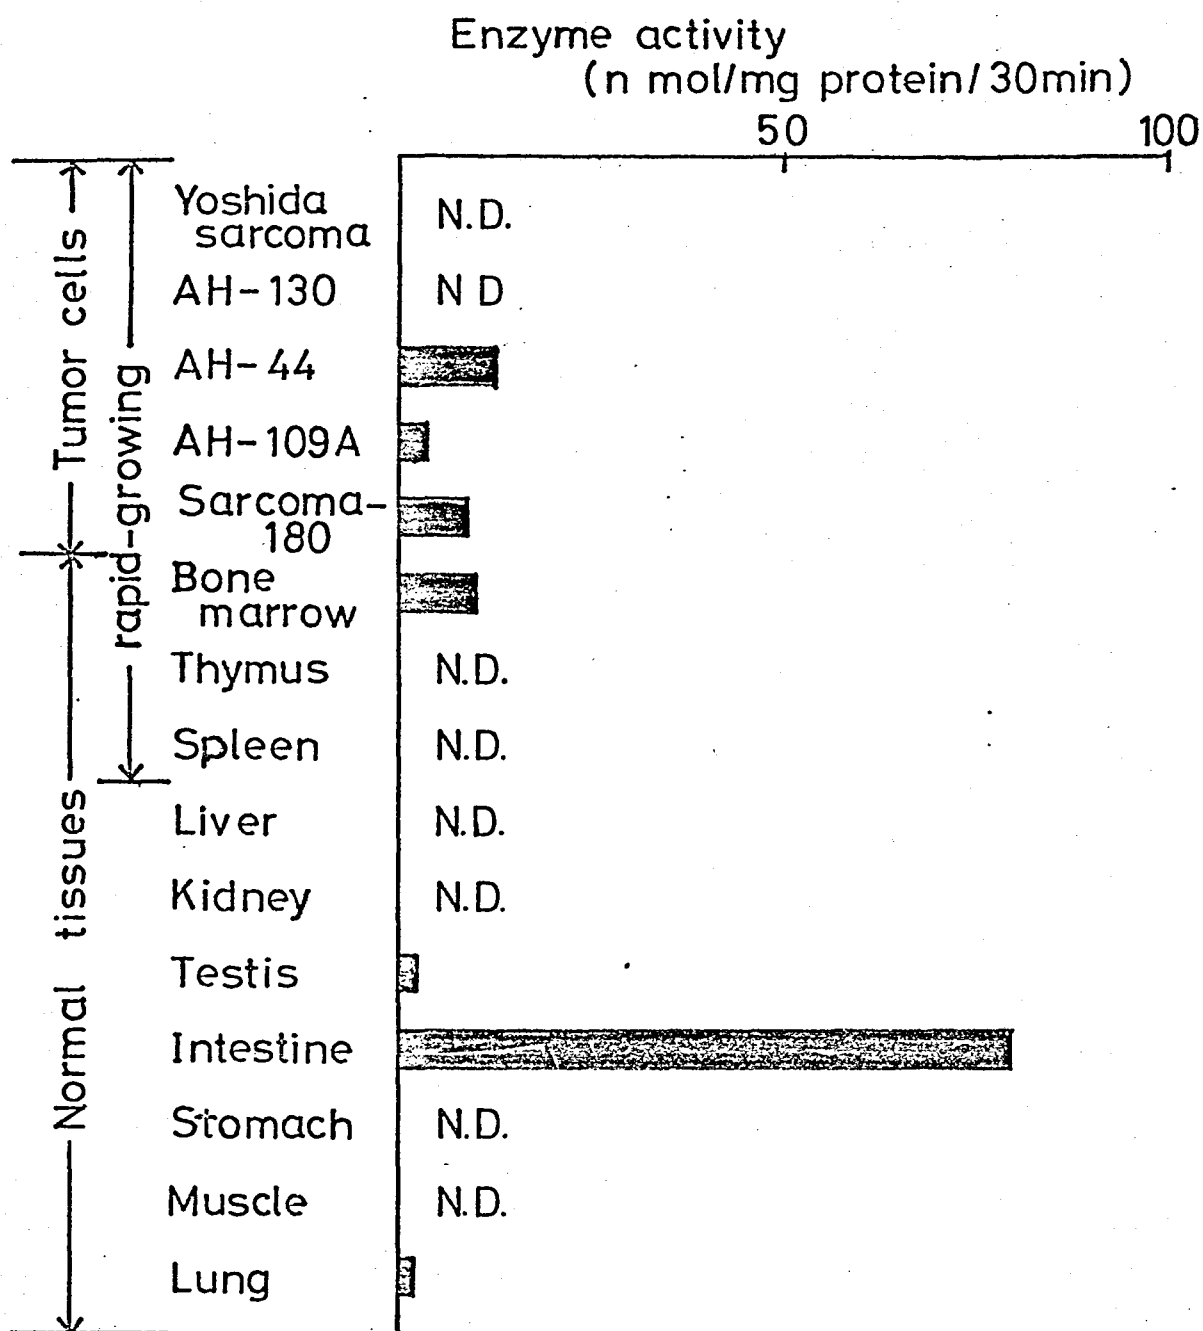 Enzyme activity
(n mol/mg protein/30min)
50 100
Tumor cells
rapid-growing
Normal tissues
Yoshida
sarcoma N.D.
AH-130 N D
AH-44
AH-109A
Sarcoma-
180
Bone
marrow
Thymus N.D.
Spleen N.D.
Liver N.D.
Kidney N.D.
Testis
Intestine
Stomach N.D.
Muscle N.D.
Lung